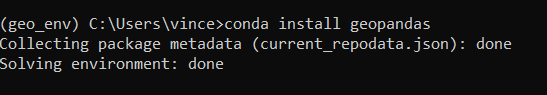 (geo_env) C:\Users\vince>conda install geopandas
Collecting package metadata (current_repodata.json): done
Solving environment: done